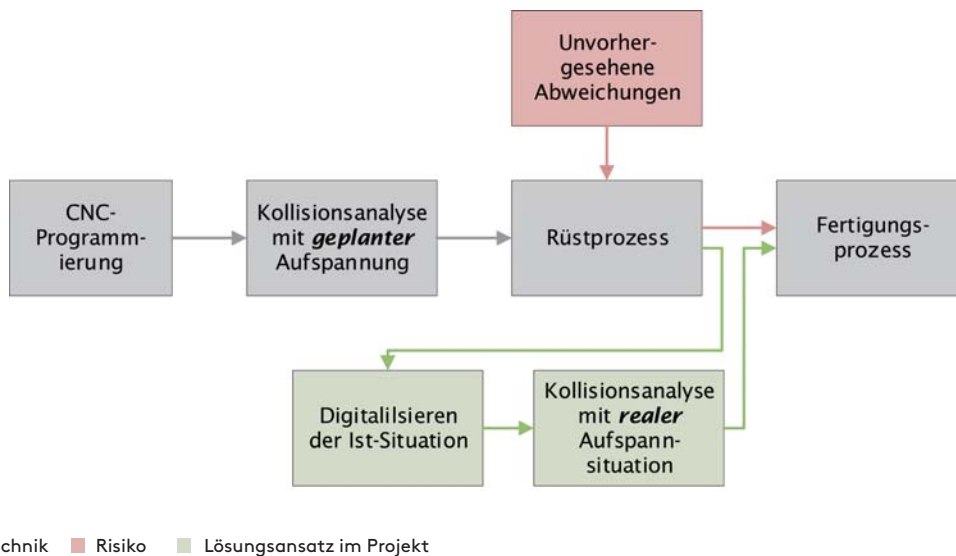 Unvorher-
gesehene
Abweichungen
CNC-
Programm-
ierung
Kollisionsanalyse
mit geplanter
Aufspannung
Rüstprozess
Fertigungs-
prozess
Digitalilsieren
der Ist-Situation
Kollisionsanalyse
mit realer
Aufspann-
situation
chnik Risiko Lösungsansatz im Projekt